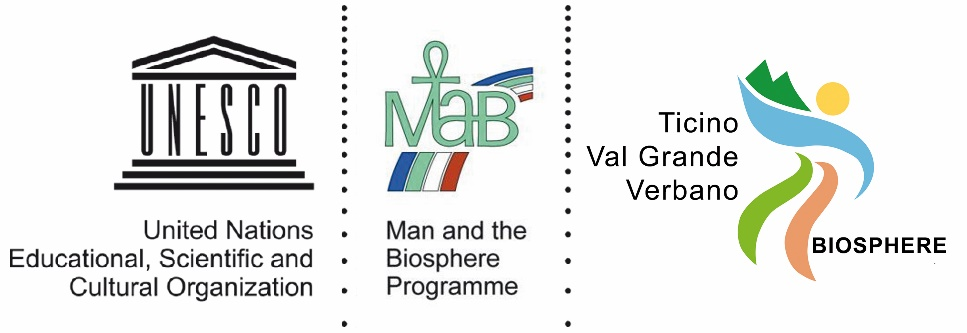 UNESCO
United Nations
Educational, Scientific and
Cultural Organization
MaB
Man and the
Biosphere
Programme
Ticino
Val Grande
Verbano
BIOSPHERE